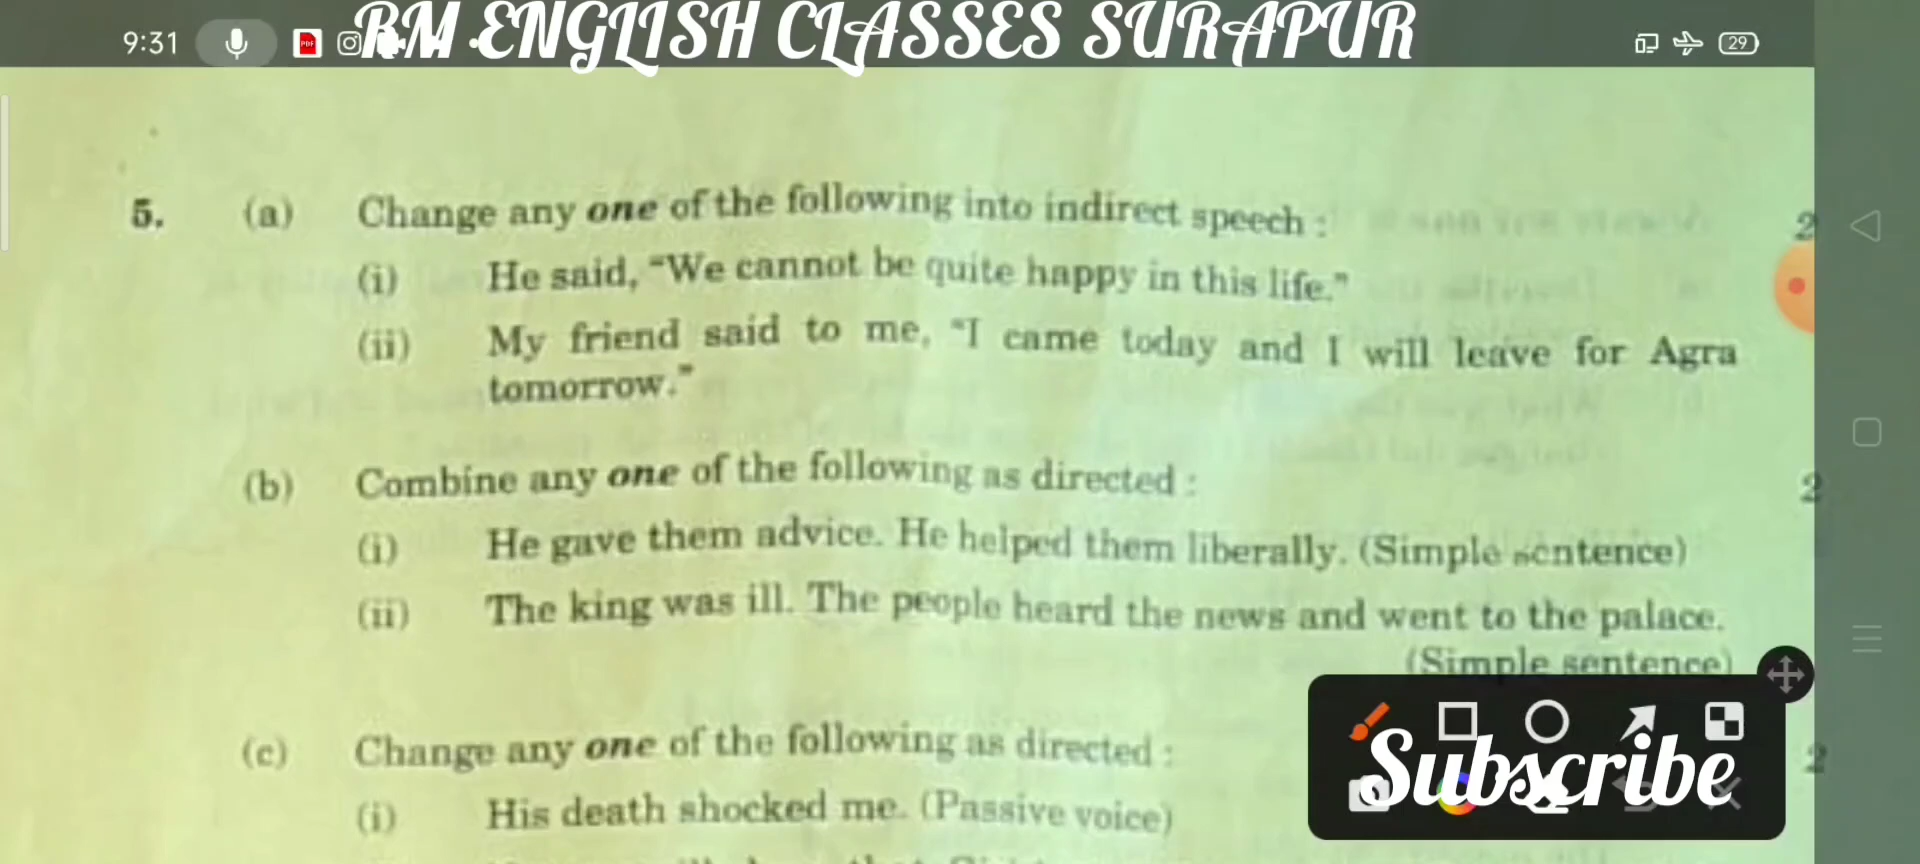 RM ENGLISH CLASSES SURAPUR
9:31
PDF
29
5. (a) Change any one of the following into indirect speech : 2
(i) He said, “We cannot be quite happy in this life.”
(ii) My friend said to me, “I came today and I will leave for Agra
tomorrow.”
(b) Combine any one of the following as directed : 2
(i) He gave them advice. He helped them liberally. (Simple sentence)
(ii) The king was ill. The people heard the news and went to the palace.
(Simple sentence)
(c) Change any one of the following as directed : 2
(i) His death shocked me. (Passive voice)
Subscribe